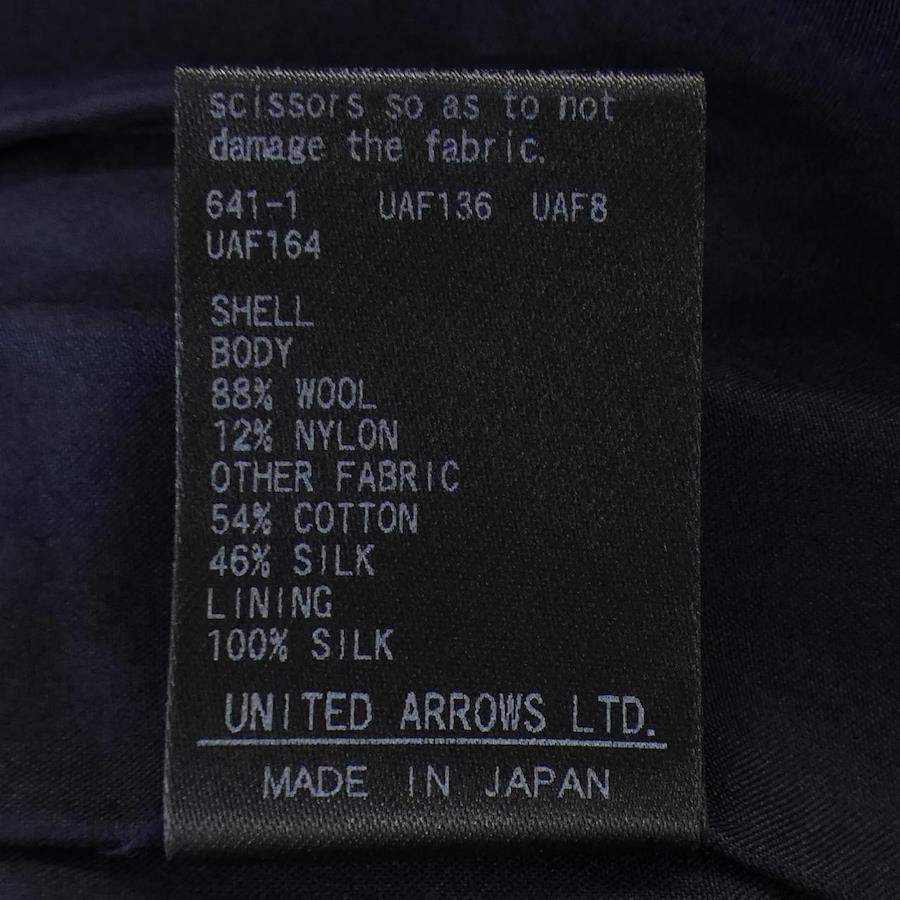 scissors so as to not
damage the fabric.
641-1 UAF136 UAF8
UAF164
SHELL
BODY
88% WOOL
12% NYLON
OTHER FABRIC
54% COTTON
46% SILK
LINING
100% SILK
UNITED ARROWS LTD.
MADE IN JAPAN